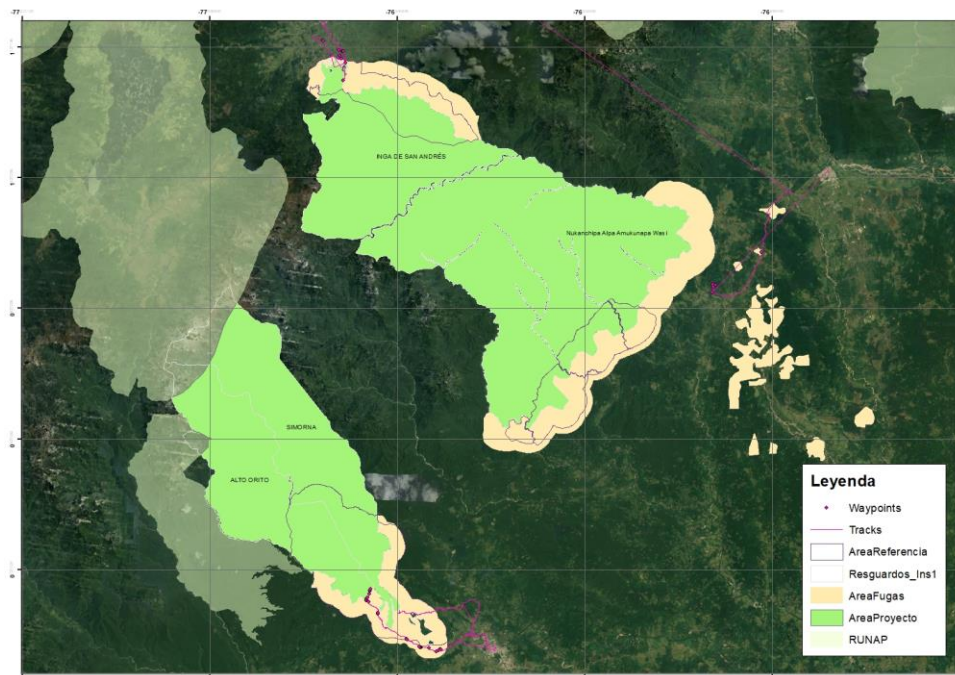 -77
-77
-76
-76
-76
INGA DE SAN ANDRÉS
Nukanchipa Alpa Amukunapa Wasi
SIMORNA
ALTO ORITO
Leyenda
Waypoints
Tracks
AreaReferencia
Resguardos_Ins1
AreaFugas
AreaProyecto
RUNAP